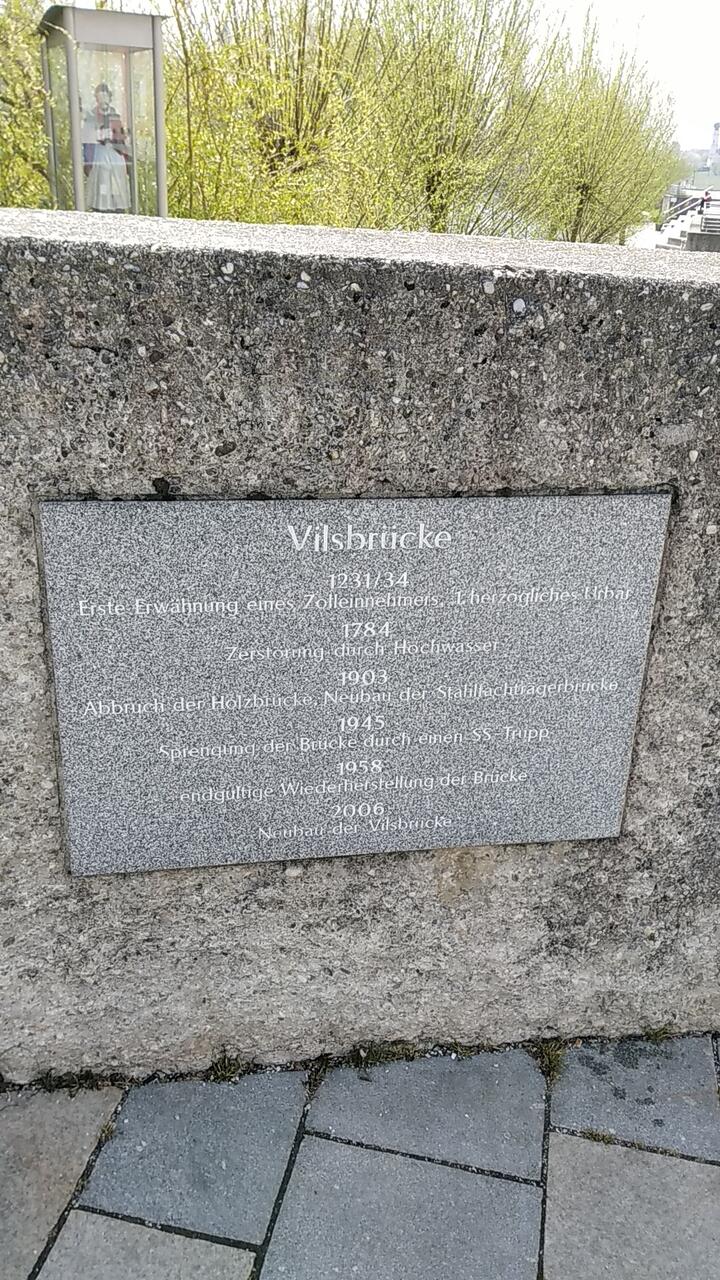 Vilsbrücke
1231/34
Erste Erwähnung eines Zolleinnehmers, 1. herzogliches Urbar
1784
Zerstörung durch Hochwasser
1903
Abbruch der Holzbrücke, Neubau der Stahlfachträgerbrücke
1945
Sprengung der Brücke durch einen SS-Trupp
1958
endgültige Wiederherstellung der Brücke
2006
Neubau der Vilsbrücke